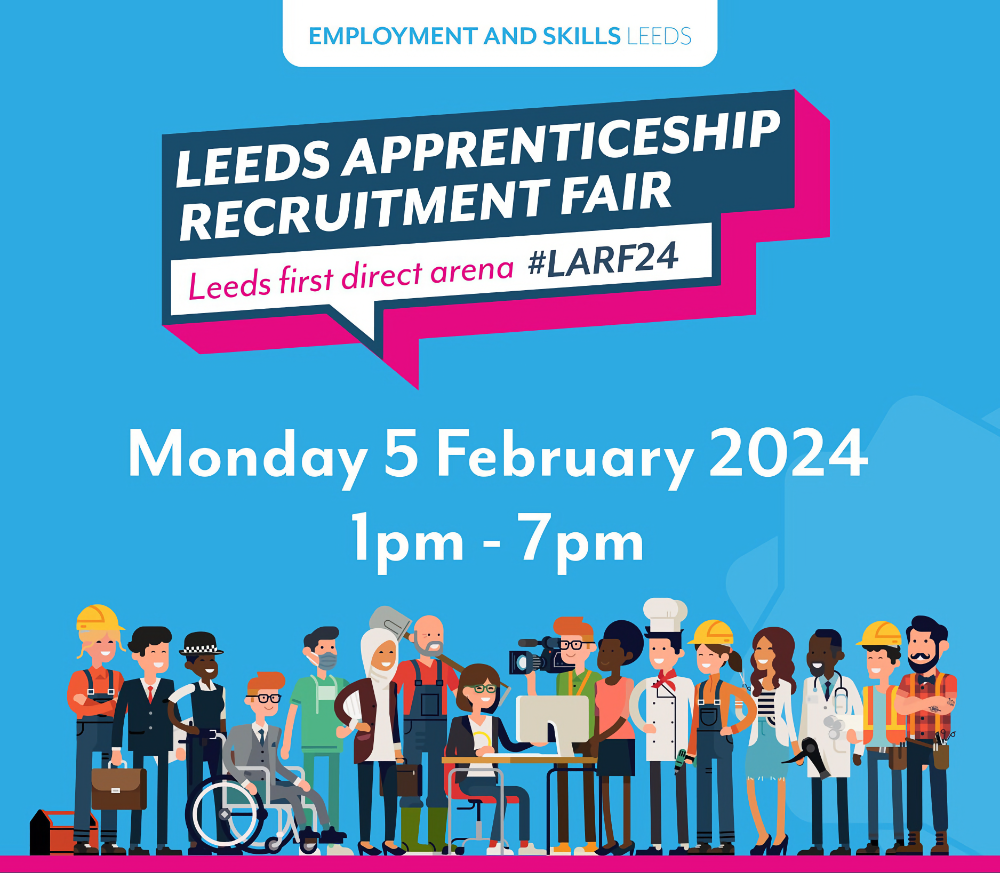 EMPLOYMENT AND SKILLS LEEDS
LEEDS APPRENTICESHIP
RECRUITMENT FAIR
Leeds first direct arena #LARF24
Monday 5 February 2024
1pm - 7pm